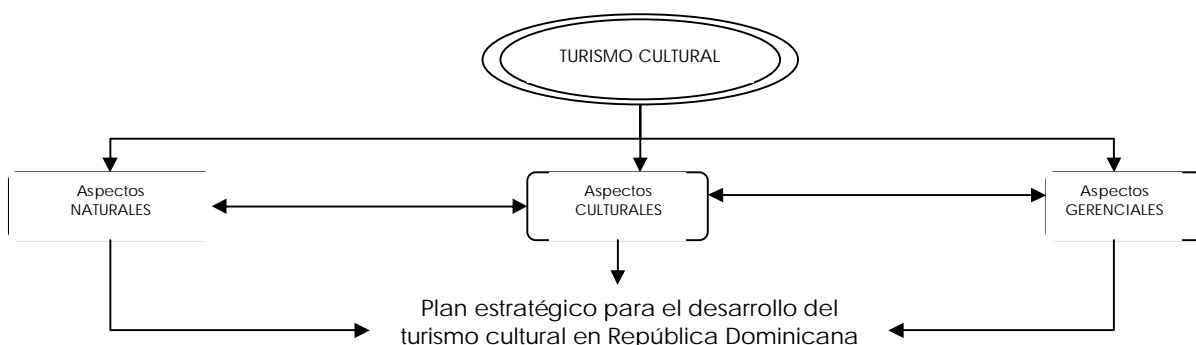 TURISMO CULTURAL
Aspectos
NATURALES
Aspectos
CULTURALES
Aspectos
GERENCIALES
Plan estratégico para el desarrollo del
turismo cultural en República Dominicana